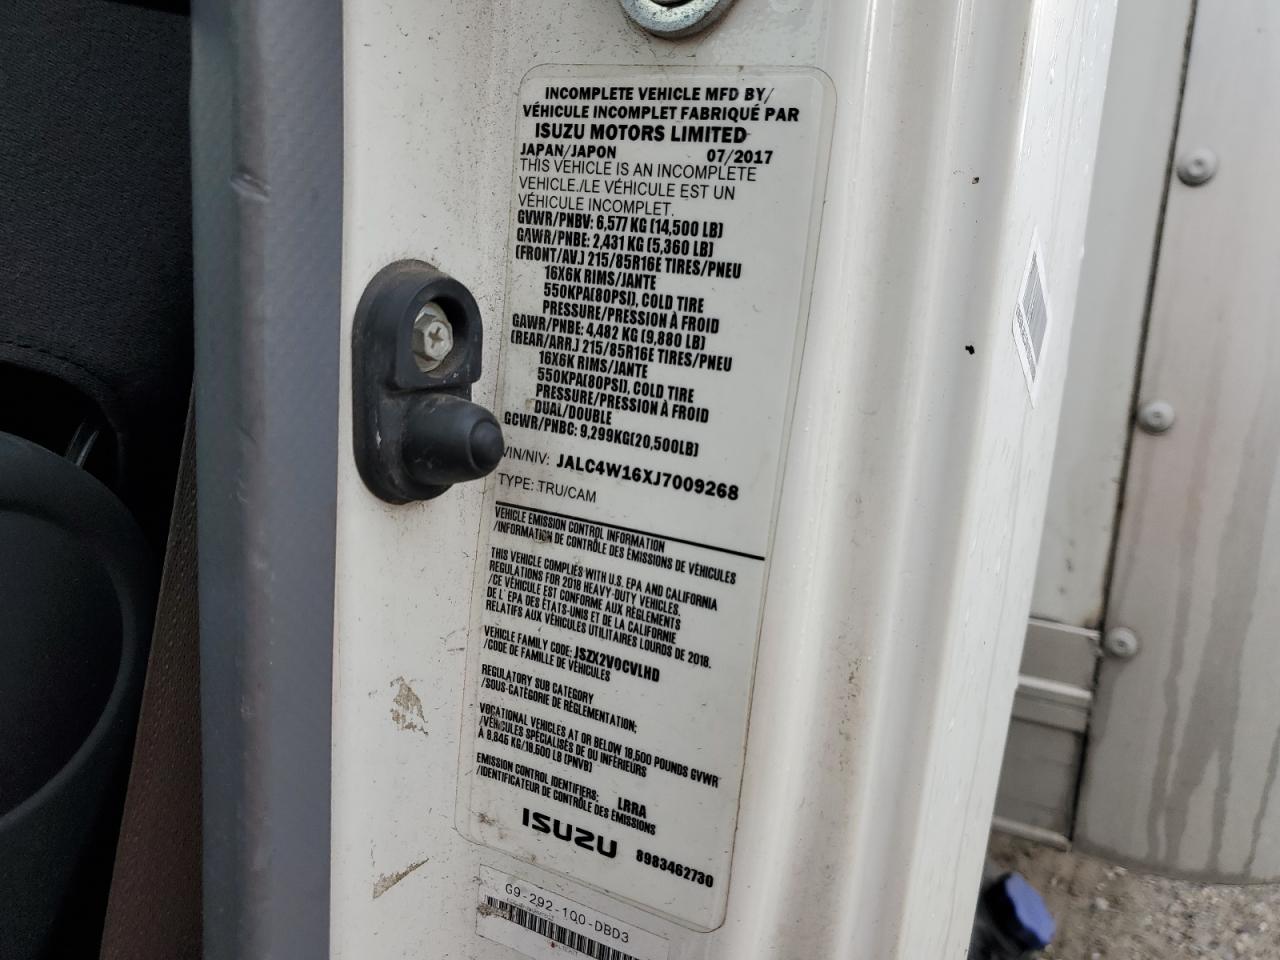 INCOMPLETE VEHICLE MFD BY/
VÉHICULE INCOMPLET FABRIQUÉ PAR
ISUZU MOTORS LIMITED
JAPAN/JAPON 07/2017
THIS VEHICLE IS AN INCOMPLETE
VEHICLE./LE VÉHICULE EST UN
VÉHICULE INCOMPLET.
GVWR/PNBV: 6,577 KG (14,500 LB)
GAWR/PNBE: 2,431 KG (5,360 LB)
(FRONT/AV.) 215/85R16E TIRES/PNEU
16X6K RIMS/JANTE
550KPA(80PSI), COLD TIRE
PRESSURE/PRESSION À FROID
GAWR/PNBE: 4,482 KG (9,880 LB)
(REAR/ARR.) 215/85R16E TIRES/PNEU
16X6K RIMS/JANTE
550KPA(80PSI), COLD TIRE
PRESSURE/PRESSION À FROID
DUAL/DOUBLE
GCWR/PNBC: 9,299KG(20,500LB)
VIN/NIV: JALC4W16XJ7009268
TYPE: TRU/CAM
VEHICLE EMISSION CONTROL INFORMATION
/INFORMATION DE CONTRÔLE DES ÉMISSIONS DE VÉHICULES
THIS VEHICLE COMPLIES WITH U.S. EPA AND CALIFORNIA
REGULATIONS FOR 2018 HEAVY-DUTY VEHICLES.
/CE VÉHICULE EST CONFORME AUX RÈGLEMENTS
DE L'EPA DES ÉTATS-UNIS ET DE LA CALIFORNIE
RELATIFS AUX VÉHICULES UTILITAIRES LOURDS DE 2018.
VEHICLE FAMILY CODE: JSZX2VOCVLHD
/CODE DE FAMILLE DE VÉHICULES
REGULATORY SUB CATEGORY
/SOUS-CATÉGORIE DE RÈGLEMENTATION:
VOCATIONAL VEHICLES AT OR BELOW 19,500 POUNDS GVWR
/VÉHICULES SPÉCIALISÉS DE OU INFÉRIEURS
À 8,845 KG/19,500 LB (PNVB)
EMISSION CONTROL IDENTIFIERS: LRRA
/IDENTIFICATEUR DE CONTRÔLE DES ÉMISSIONS
ISUZU 8983462730
G9-292-100-DBD3